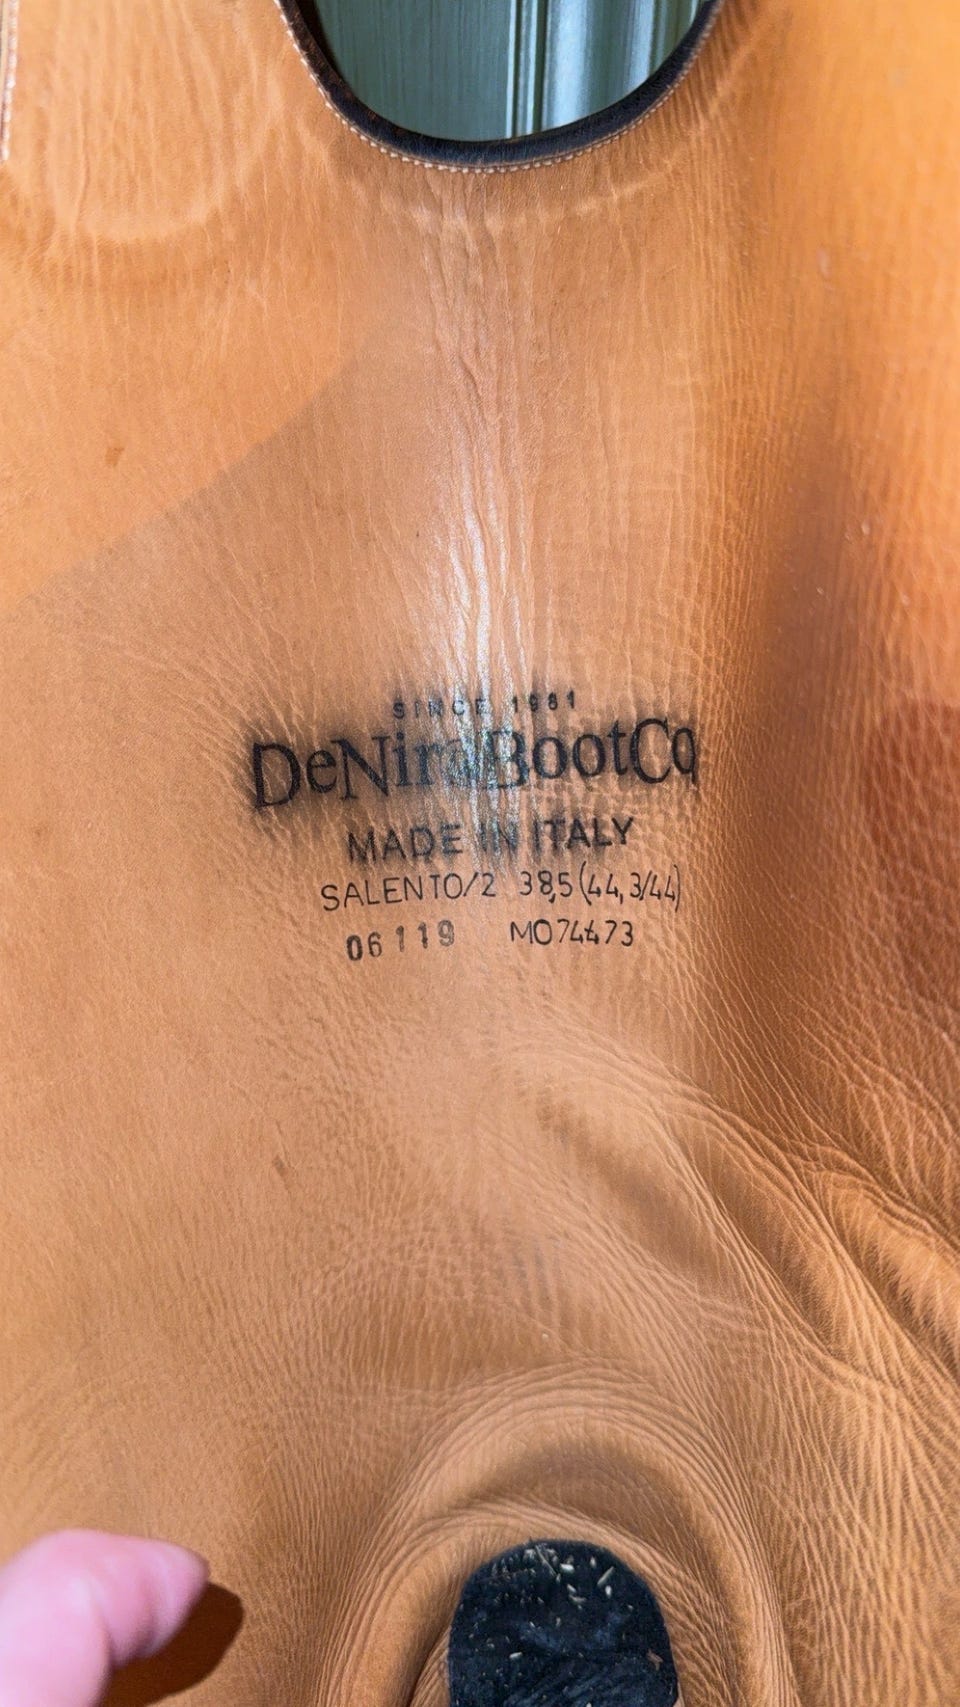 SINCE 1981
DeNiroBootCo
MADE IN ITALY
SALENTO/2 38,5(44,3/44)
06119 MO74473